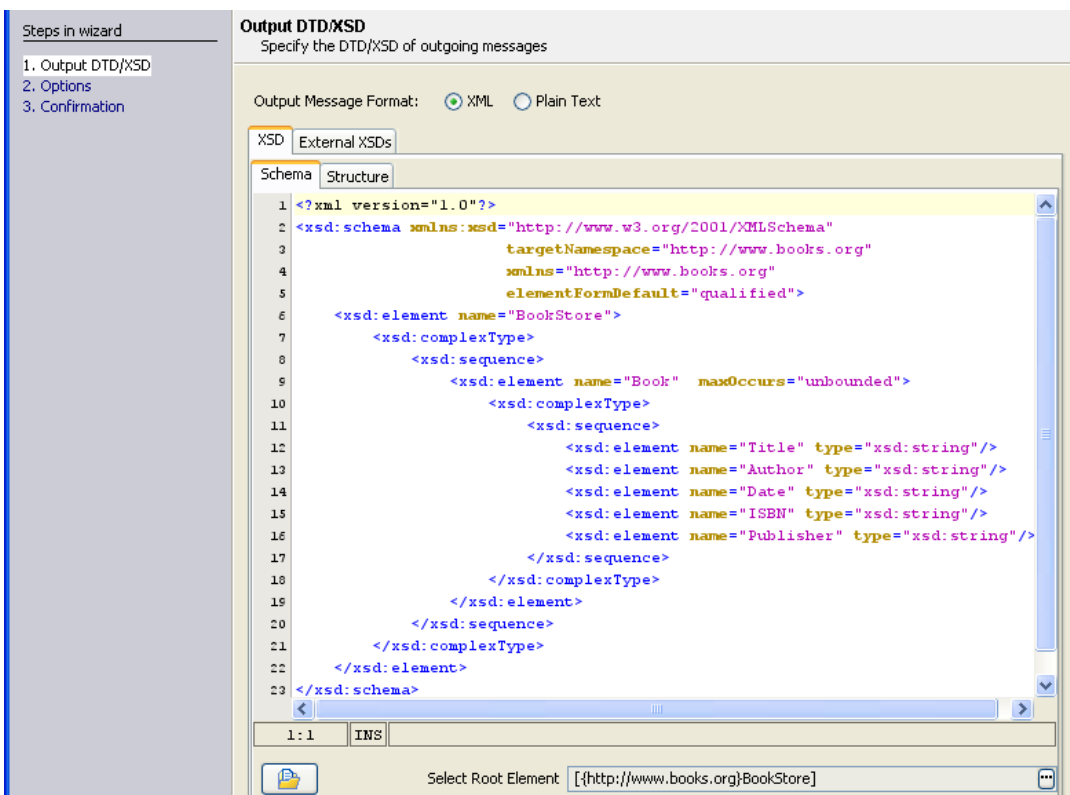 Steps in wizard
1. Output DTD/XSD
2. Options
3. Confirmation
Output DTD/XSD
Specify the DTD/XSD of outgoing messages
Output Message Format: XML Plain Text
XSD External XSDs
Schema Structure
1 <?xml version="1.0"?>
2 <xsd:schema xmlns:xsd="http://www.w3.org/2001/XMLSchema"
3 targetNamespace="http://www.books.org"
4 xmlns="http://www.books.org"
5 elementFormDefault="qualified">
6 <xsd:element name="BookStore">
7 <xsd:complexType>
8 <xsd:sequence>
9 <xsd:element name="Book" maxOccurs="unbounded">
10 <xsd:complexType>
11 <xsd:sequence>
12 <xsd:element name="Title" type="xsd:string"/>
13 <xsd:element name="Author" type="xsd:string"/>
14 <xsd:element name="Date" type="xsd:string"/>
15 <xsd:element name="ISBN" type="xsd:string"/>
16 <xsd:element name="Publisher" type="xsd:string"/>
17 </xsd:sequence>
18 </xsd:complexType>
19 </xsd:element>
20 </xsd:sequence>
21 </xsd:complexType>
22 </xsd:element>
23 </xsd:schema>
1:1 INS
Select Root Element [{http://www.books.org}BookStore]